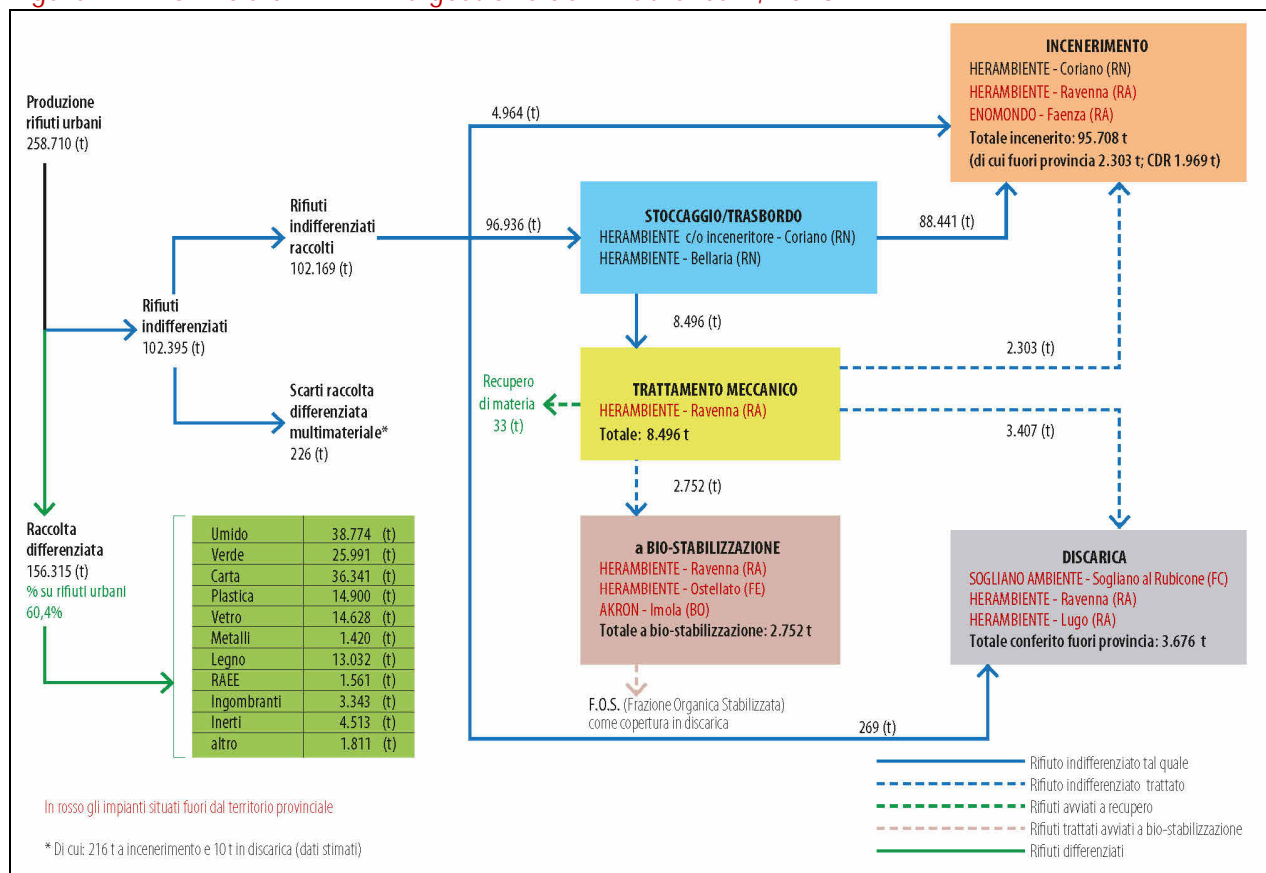 Produzione
rifiuti urbani
258.710 (t)
Rifiuti
indifferenziati
102.395 (t)
Rifiuti
indifferenziati
raccolti
102.169 (t)
Scarti raccolta
differenziata
multimateriale*
226 (t)
Raccolta
differenziata
156.315 (t)
% su rifiuti urbani
60,4%
Umido 38.774 (t)
Verde 25.991 (t)
Carta 36.341 (t)
Plastica 14.900 (t)
Vetro 14.628 (t)
Metalli 1.420 (t)
Legno 13.032 (t)
RAEE 1.561 (t)
Ingombranti 3.343 (t)
Inerti 4.513 (t)
altro 1.811 (t)
4.964 (t)
96.936 (t)
STOCCAGGIO/TRASBORDO
HERAMBIENTE c/o inceneritore - Coriano (RN)
HERAMBIENTE - Bellaria (RN)
88.441 (t)
INCENERIMENTO
HERAMBIENTE - Coriano (RN)
HERAMBIENTE - Ravenna (RA)
ENOMONDO - Faenza (RA)
Totale incenerito: 95.708 t
(di cui fuori provincia 2.303 t; CDR 1.969 t)
8.496 (t)
TRATTAMENTO MECCANICO
HERAMBIENTE - Ravenna (RA)
Totale: 8.496 t
Recupero
di materia
33 (t)
2.303 (t)
3.407 (t)
2.752 (t)
a BIO-STABILIZZAZIONE
HERAMBIENTE - Ravenna (RA)
HERAMBIENTE - Ostellato (FE)
AKRON - Imola (BO)
Totale a bio-stabilizzazione: 2.752 t
DISCARICA
SOGLIANO AMBIENTE - Sogliano al Rubicone (FC)
HERAMBIENTE - Ravenna (RA)
HERAMBIENTE - Lugo (RA)
Totale conferito fuori provincia: 3.676 t
F.O.S. (Frazione Organica Stabilizzata)
come copertura in discarica
269 (t)
Rifiuto indifferenziato tal quale
Rifiuto indifferenziato trattato
Rifiuti avviati a recupero
Rifiuti trattati avviati a bio-stabilizzazione
Rifiuti differenziati
In rosso gli impianti situati fuori dal territorio provinciale
* Di cui: 216 t a incenerimento e 10 t in discarica (dati stimati)